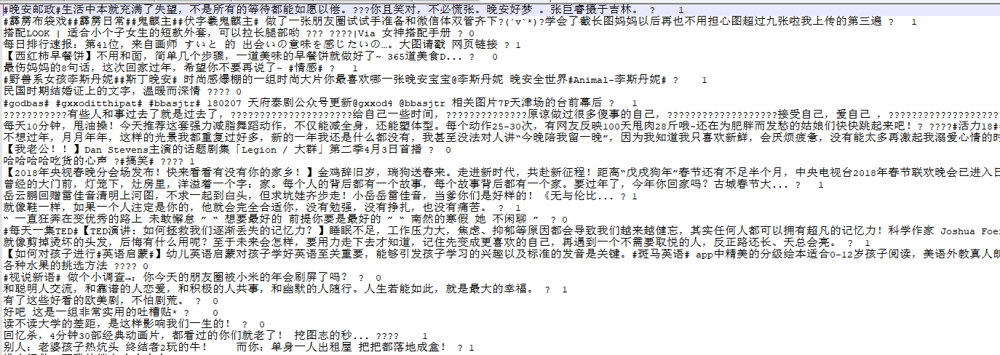 #晚安邮政#生活中本就充满了失望，不是所有的等待都能如愿以偿。???你且笑对，不必慌张。晚安好梦 。张巨睿摄于吉林。 ? 1
#霹雳布袋戏##霹雳日常##鬼麒主##伏字羲鬼麒主# 做了一张朋友圈试试手准备和微信体双管齐下?(´v`*)?学会了截长图妈妈以后再也不用担心图超过九张啦我上传的第三遍 ? 1
搭配LOOK | 适合小个子女生的短款外套，可以拉长腿部哟 ??? ????|Via 女神搭配手册 ? 0
每日排行速报：第41位，来自画师 すいと 的 出会いの意味を感じたいの…。大图请戳 网页链接 ? 1
【西红柿早餐饼】不用和面，简单几个步骤，一道美味的早餐饼就做好了~ 365道美食D... ? 0
最伤妈妈的8句话，这次回家过年，希望你不要再说了~ #情感# ? 1
#野兽系女孩李斯丹妮##斯丁晚安# 时尚感爆棚的一组时尚大片你最喜欢哪一张晚安宝宝@李斯丹妮 晚安全世界#Animal-李斯丹妮# ? 1
民国时期结婚证上的文字，温暖而深情 ???? 0
#godbas# #gxxoditthipat# #bbasjtr# 180207 天府泰剧公众号更新@gxxod4 @bbasjtr 相关图片7P天津场的台前幕后 ? 1
???????????有些人和事过去了就是过去了，?????????????????????给自己一些时间，??????????????原谅做过很多傻事的自己，???????????????????接受自己，爱自己 ，????????????????????
每天10分钟，甩油操！今天推荐这套强力减脂舞蹈动作，不仅能减全身，还能塑体型。每个动作25-30次，有网友反映100天甩肉28斤哦~还在为肥胖而发愁的姑娘们快快跳起来吧！? ????#活力18#
不想过年，月月年年，这样的光景我都重复过好多，新的一年我还是什么都没有，我甚至没法对人讲“今晚陪我留一晚”，因为我知道我只喜欢新鲜，会厌烦疲惫，没有能太多再激起我溺爱心情的时
【我老公！！】Dan Stevens主演的话题剧集「Legion / 大群」第二季4月3日首播 ? 0
哈哈哈哈吃货的心声 ?#搞笑# ???? 1
【2018年央视春晚分会场发布！快来看看有没有你的家乡！】金鸡辞旧岁，瑞狗送春来。走进新时代，共赴新征程！距离“戊戌狗年”春节还有不足半个月，中央电视台2018年春节联欢晚会已进入
曾经的大门前，灯笼下，灶房里，洋溢着一个字：家。每个人的背后都有一个故事，每个故事背后都有一个家。要过年了，今年你回家吗？古城春节大... ? 1
岳云鹏回赠雷佳音清明上河图，不求一起到白头，但求坑娃齐步走！小岳岳雷佳音，当爹你们是好样的！《无与伦比... ? 1
就像鞋一样，如果一个人注定是你的，他就会完全合适你，没有勉强，没有挣扎，也没有痛苦。 ? 1
“ 一直狂奔在变优秀的路上 未敢懈怠 ” “ 想要最好的 前提你要是最好的 ” “ 南然的寒假 她 不闲聊 ” ? 0
#每天一集TED#【TED演讲：如何拯救我们逐渐丢失的记忆力？】睡眠不足，工作压力大，焦虑、抑郁等原因都会导致我们越来越健忘，其实任何人都可以拥有超凡的记忆力！科学作家 Joshua Foe
就像剪掉烫坏的头发，后悔有什么用呢？至于未来会怎样，要用力走下去才知道，记住先变成更喜欢的自己，再遇到一个不需要取悦的人，反正路还长、天总会亮。 ? 1
【如何对孩子进行#英语启蒙#】幼儿英语启蒙对孩子学好英语至关重要，能够引发孩子学习的兴趣以及标准的发音是关键。#斑马英语# app中精美的分级绘本适合0-12岁孩子阅读，美语外教真人朗
各种水果的挑选方法 ???? 0
#视说新语# 做个小调查→：你今天的朋友圈被小米的年会刷屏了吗？ ? 0
和聪明人交流，和靠谱的人恋爱，和积极的人共事，和幽默的人随行。人生若能如此，就是最大的幸福。 ? 1
有了这些好看的欧美剧，不怕剧荒。 ? 0
好吧 这是一组非常实用的吐槽贴* ? 0
读不读大学的差距，是这样影响我们一生的！ ? 0
回忆杀，4分钟30部经典动画片，都看过的你们就老了！ 挖图志的秒... ???? 1
别人：老婆孩子热炕头 终结者2玩的牛！ 而你：单身一人出租屋 把把都落地成盒！ ? 1